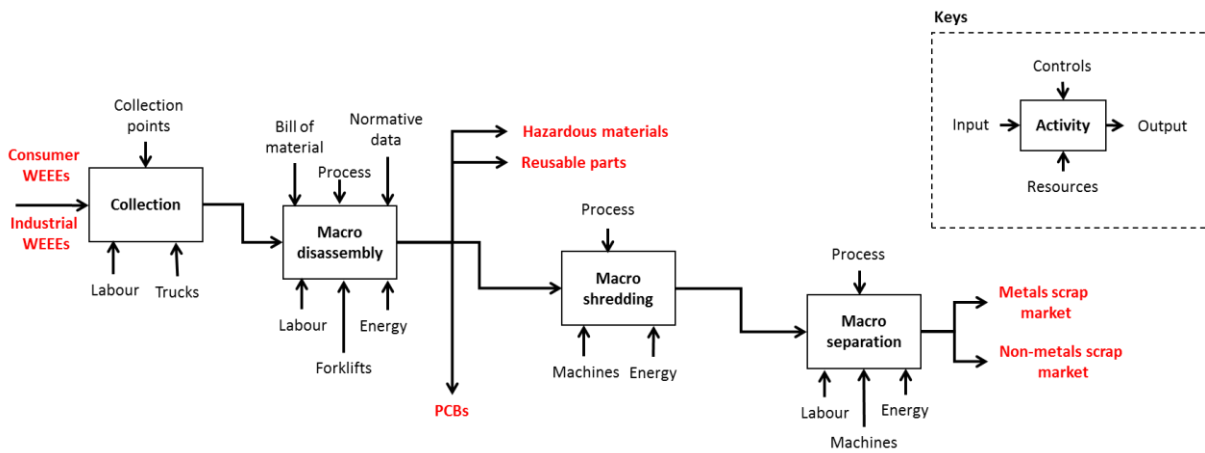 Keys
Controls
Input
Activity
Output
Resources
Collection
points
Consumer
WEEEs
Industrial
WEEEs
Collection
Labour
Trucks
Bill of
material
Process
Normative
data
Macro
disassembly
Labour
Forklifts
Energy
Hazardous materials
Reusable parts
PCBs
Process
Macro
shredding
Machines
Energy
Process
Macro
separation
Labour
Machines
Energy
Metals scrap
market
Non-metals scrap
market